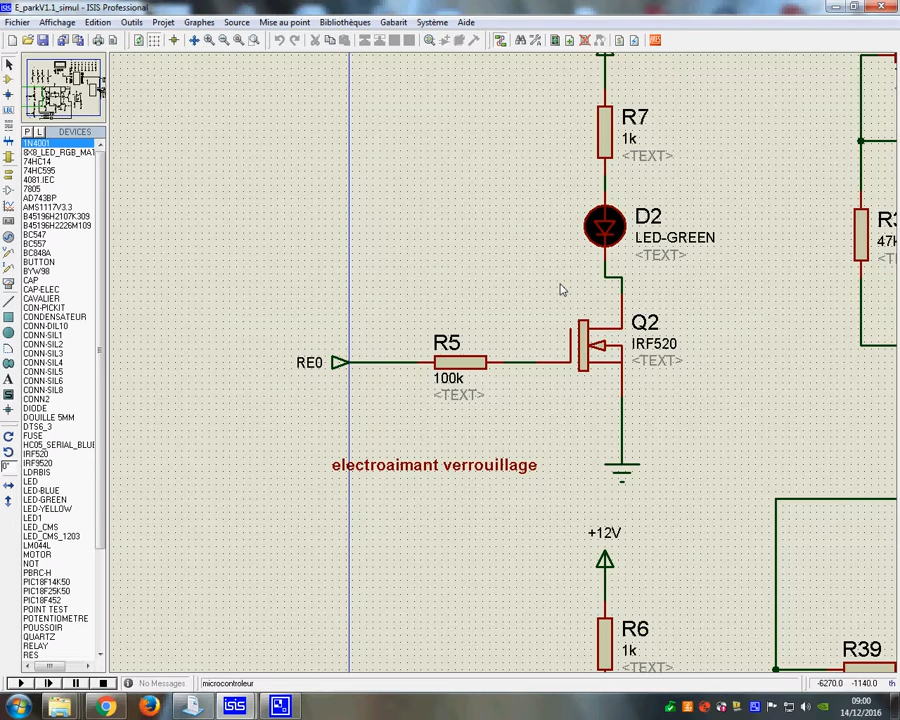 E_parkV1.1_simul - ISIS Professional
Fichier Affichage Edition Outils Projet Graphes Source Mise au point Bibliothèques Gabarit Système Aide
P L DEVICES
1N4001
8X8_LED_RGB_MA
74HC14
74HC595
4081.IEC
7805
AD743BP
AMS1117V3.3
B45196H2107K309
B45196H2226M109
BC547
BC557
BC848A
BUTTON
BYW98
CAP
CAP-ELEC
CAVALIER
CON-PICKIT
CONDENSATEUR
CONN-DIL10
CONN-SIL1
CONN-SIL2
CONN-SIL3
CONN-SIL4
CONN-SIL5
CONN-SIL6
CONN-SIL8
CONN2
DIODE
DOUILLE 5MM
DTS6_3
FUSE
HC05_SERIAL_BLUE
IRF520
IRF9520
LDRBIS
LED
LED-BLUE
LED-GREEN
LED-YELLOW
LED1
LED_CMS
LED_CMS_1203
LM044L
MOTOR
NOT
PBRC-H
PIC18F14K50
PIC18F25K50
PIC18F452
POINT TEST
POTENTIOMETRE
POUSSOIR
QUARTZ
RELAY
RES
R7
1k
<TEXT>
D2
LED-GREEN
<TEXT>
Q2
IRF520
<TEXT>
RE0
R5
100k
<TEXT>
electroaimant verrouillage
+12V
R6
1k
<TEXT>
47k
R39
No Messages
microcontroleur
-6270.0 -1140.0 th
isis
09:00
14/12/2016